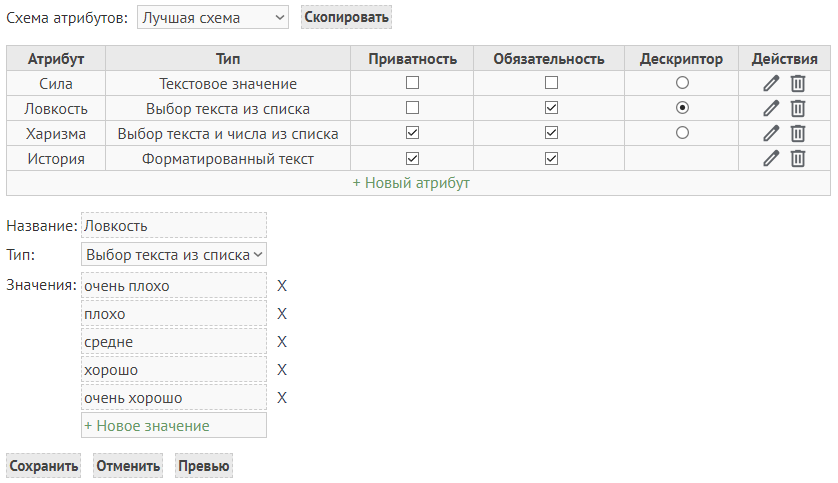 Схема атрибутов: Лучшая схема Скопировать
Атрибут Тип Приватность Обязательность Дескриптор Действия
Сила Текстовое значение
Ловкость Выбор текста из списка
Харизма Выбор текста и числа из списка
История Форматированный текст
+ Новый атрибут
Название: Ловкость
Тип: Выбор текста из списка
Значения: очень плохо X
плохо X
средне X
хорошо X
очень хорошо X
+ Новое значение
Сохранить Отменить Превью